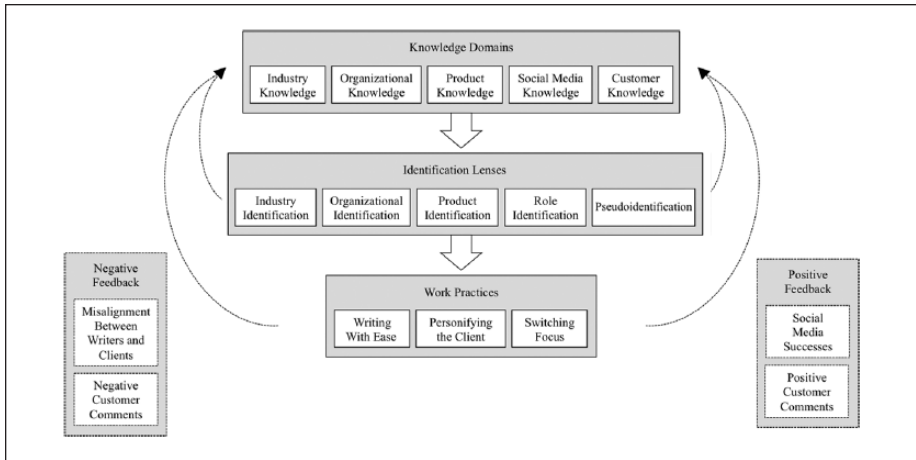 Knowledge Domains
Industry
Knowledge
Organizational
Knowledge
Product
Knowledge
Social Media
Knowledge
Customer
Knowledge
Identification Lenses
Industry
Identification
Organizational
Identification
Product
Identification
Role
Identification
Pseudoidentification
Negative
Feedback
Misalignment
Between
Writers and
Clients
Negative
Customer
Comments
Work Practices
Writing
With Ease
Personifying
the Client
Switching
Focus
Positive
Feedback
Social
Media
Successes
Positive
Customer
Comments